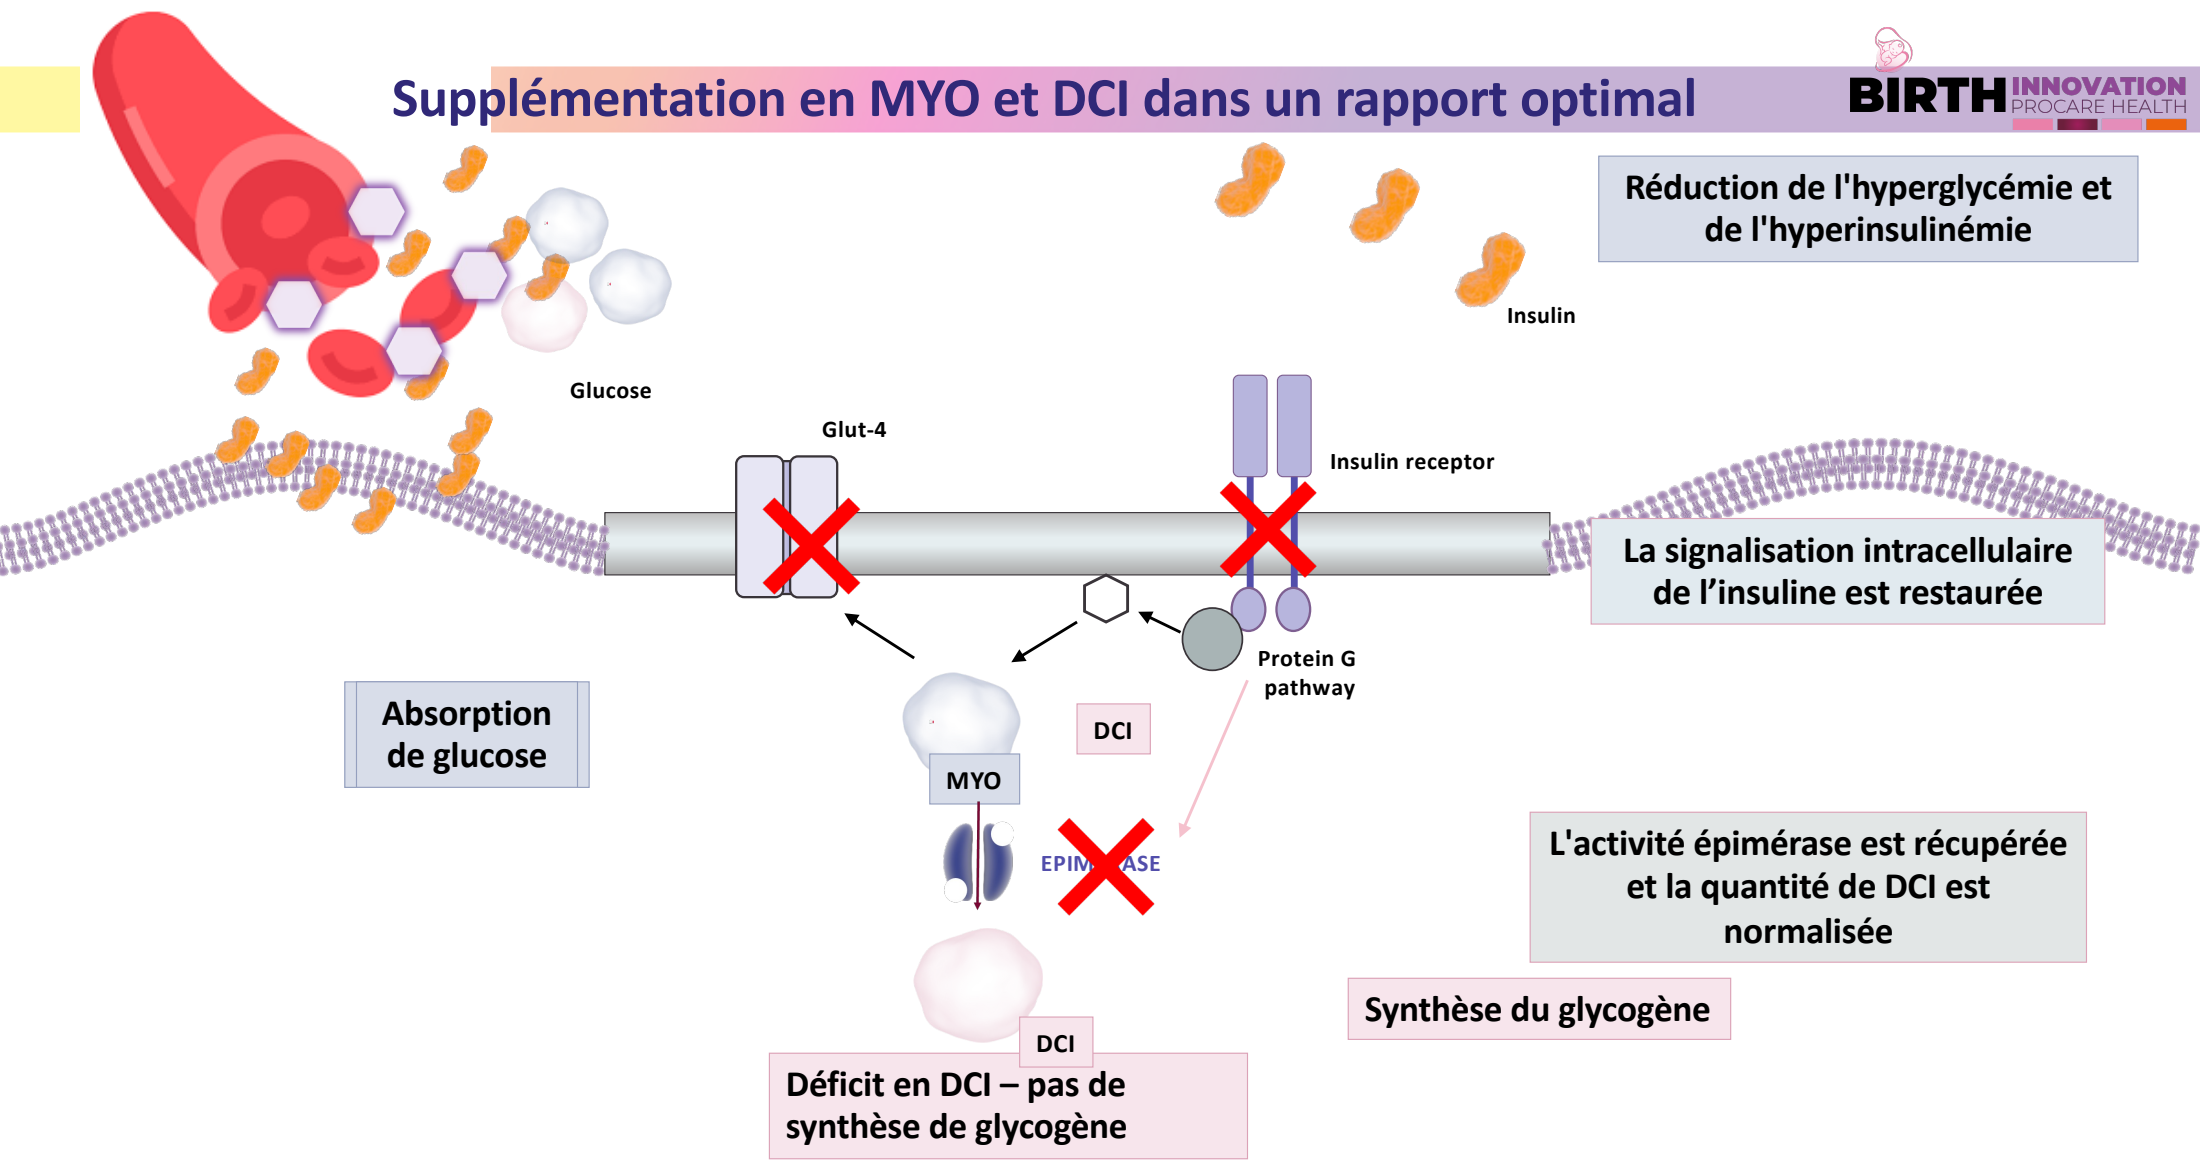 Supplémentation en MYO et DCI dans un rapport optimal
BIRTH INNOVATION
PROCARE HEALTH
Réduction de l'hyperglycémie et
de l'hyperinsulinémie
Insulin
Glucose
Glut-4
Insulin receptor
La signalisation intracellulaire
de l’insuline est restaurée
Protein G
pathway
Absorption
de glucose
DCI
MYO
L'activité épimérase est récupérée
et la quantité de DCI est
normalisée
Synthèse du glycogène
DCI
Déficit en DCI – pas de
synthèse de glycogène